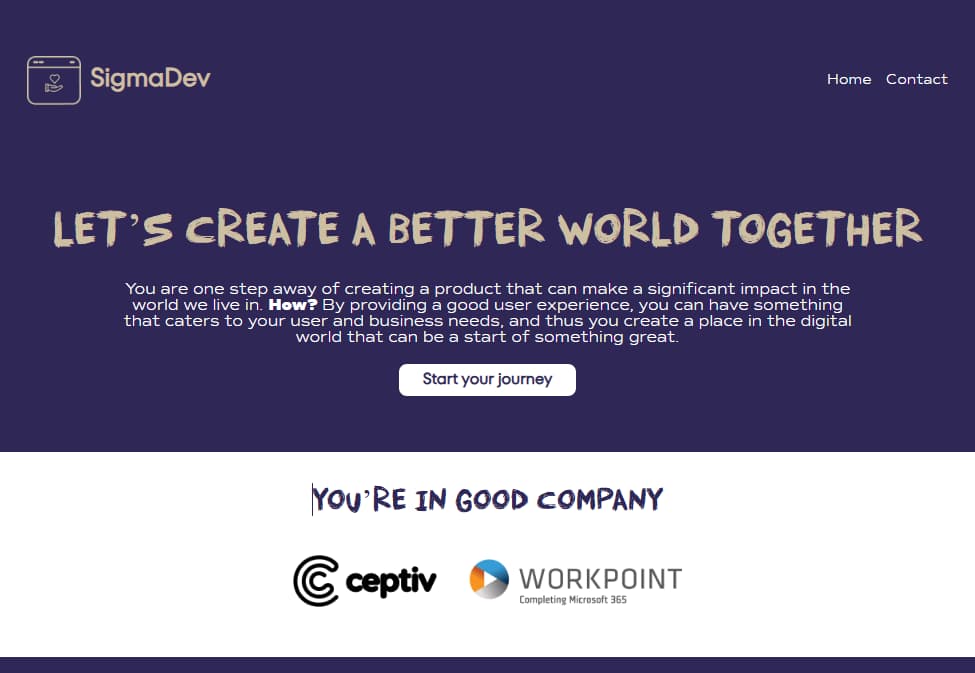 SigmaDev
Home Contact
LET'S CREATE A BETTER WORLD TOGETHER
You are one step away of creating a product that can make a significant impact in the
world we live in. How? By providing a good user experience, you can have something
that caters to your user and business needs, and thus you create a place in the digital
world that can be a start of something great.
Start your journey
YOU'RE IN GOOD COMPANY
ceptiv
WORKPOINT
Completing Microsoft 365